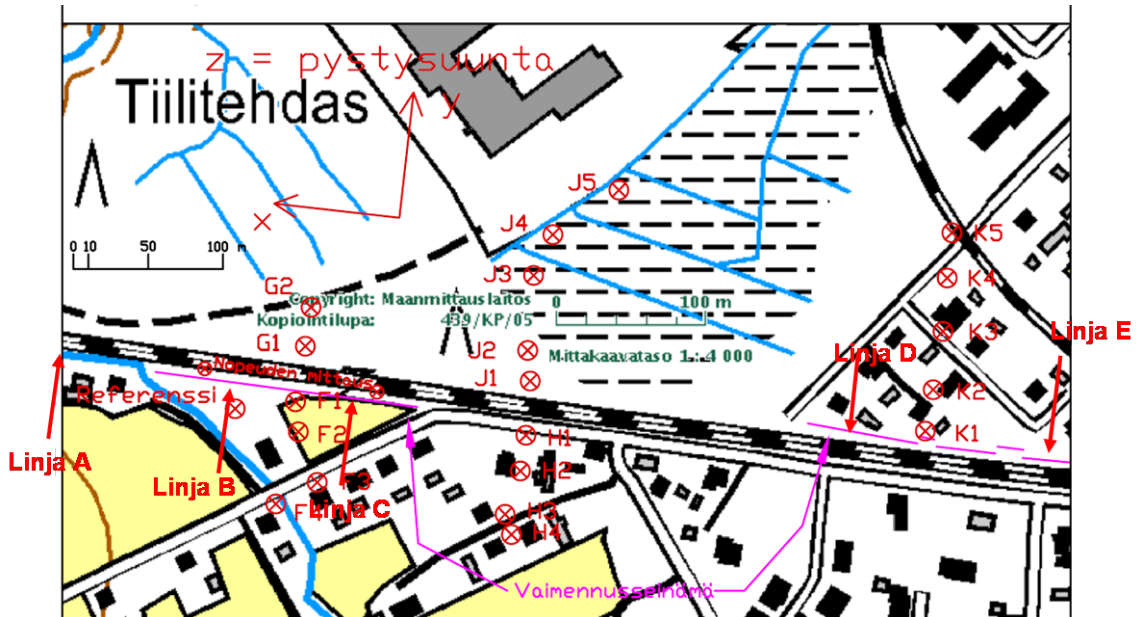 z = pystysuunta
Tiilitehdas
y
J5
J4
K5
0 10 50 100 m
J3
K4
G2
Copyright: Maanmittauslaitos
0 100 m
Kopiointilupa: 439/KP/05
K3
Linja E
G1
J2
Mittakaavataso 1 : 4 000
Linja D
Nopeuden mittaus
J1
K2
Referenssi
F1
F2
H1
K1
Linja A
H2
Linja B
F3
F4
Linja C
H3
H4
Vaimennusseinämä